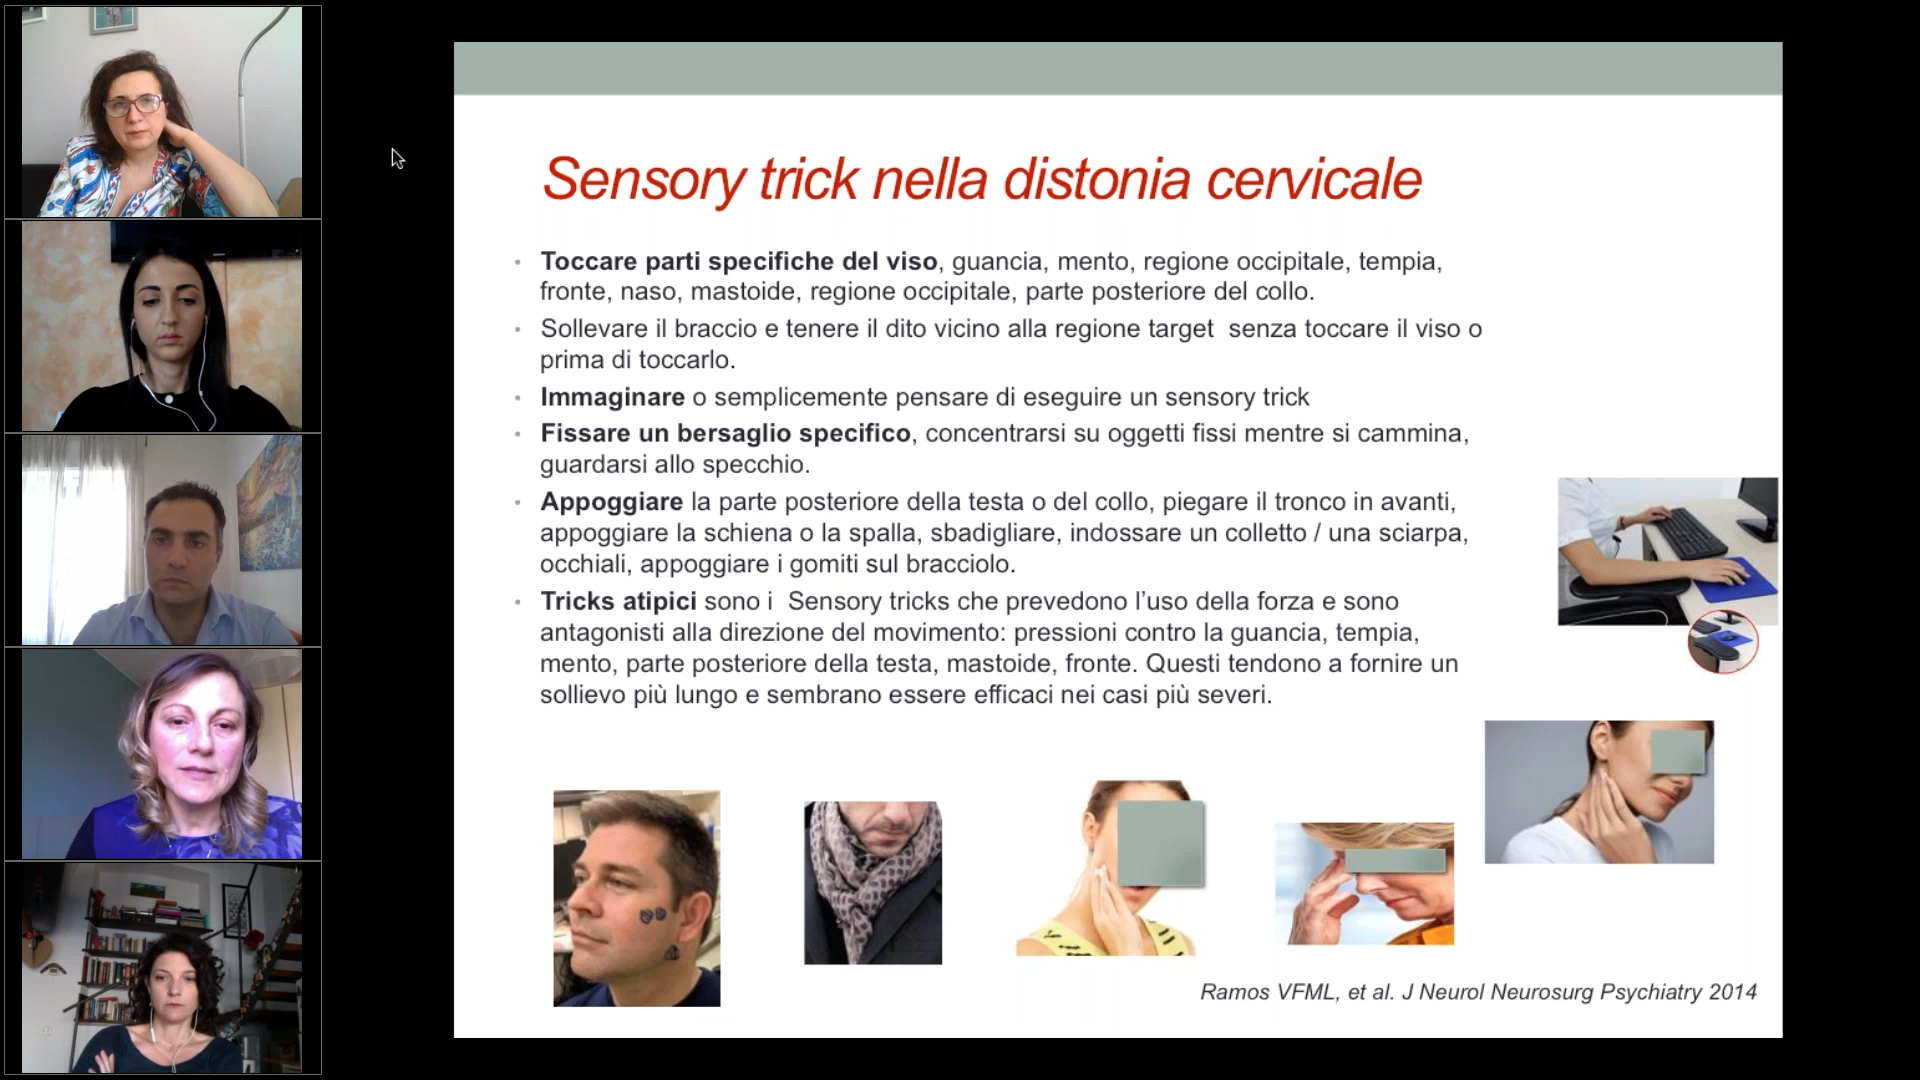 Sensory trick nella distonia cervicale
• Toccare parti specifiche del viso, guancia, mento, regione occipitale, tempia,
fronte, naso, mastoide, regione occipitale, parte posteriore del collo.
• Sollevare il braccio e tenere il dito vicino alla regione target  senza toccare il viso o
prima di toccarlo.
• Immaginare o semplicemente pensare di eseguire un sensory trick
• Fissare un bersaglio specifico, concentrarsi su oggetti fissi mentre si cammina,
guardarsi allo specchio.
• Appoggiare la parte posteriore della testa o del collo, piegare il tronco in avanti,
appoggiare la schiena o la spalla, sbadigliare, indossare un colletto / una sciarpa,
occhiali, appoggiare i gomiti sul bracciolo.
• Tricks atipici sono i  Sensory tricks che prevedono l’uso della forza e sono
antagonisti alla direzione del movimento: pressioni contro la guancia, tempia,
mento, parte posteriore della testa, mastoide, fronte. Questi tendono a fornire un
sollievo più lungo e sembrano essere efficaci nei casi più severi.
Ramos VFML, et al. J Neurol Neurosurg Psychiatry 2014